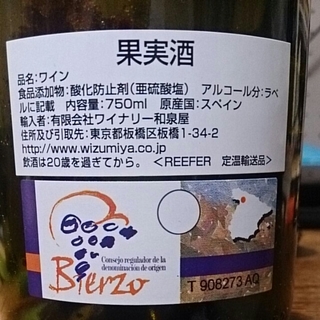 果実酒
品名:ワイン
食品添加物:酸化防止剤(亜硫酸塩) アルコール分:ラベ
ルに記載 内容量:750ml 原産国:スペイン
輸入者:有限会社ワイナリー和泉屋
住所及び引取先:東京都板橋区板橋1-34-2
http://www.wizumiya.co.jp
飲酒は20歳を過ぎてから。 <REEFER 定温輸送品>
Consejo regulador de la
denominación de origen
Bierzo
T 908273 AQ